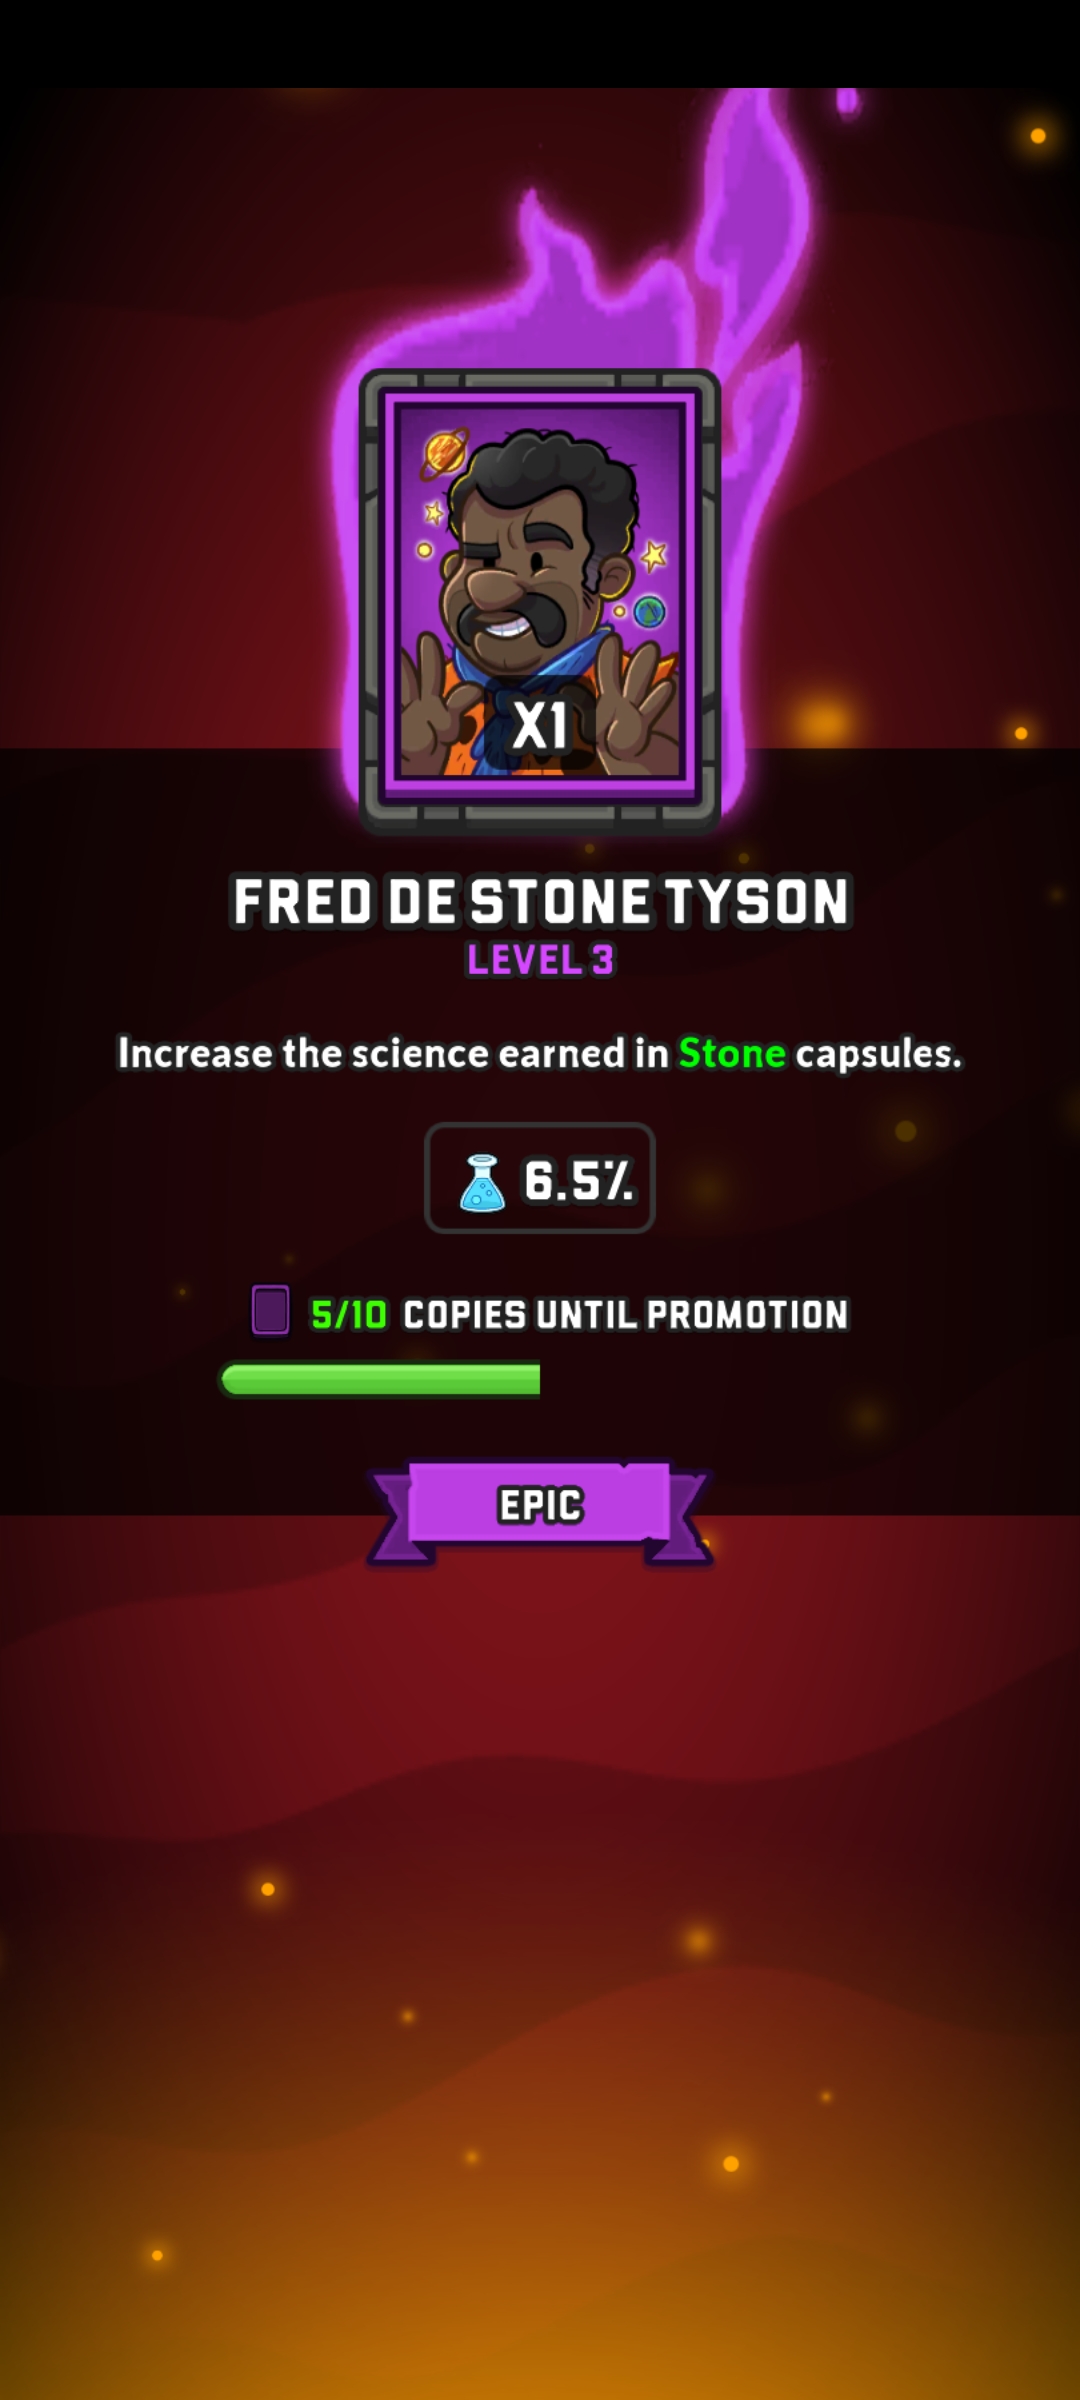 X1
FRED DE STONE TYSON
LEVEL 3
Increase the science earned in Stone capsules.
6.5%
5/10 COPIES UNTIL PROMOTION
EPIC